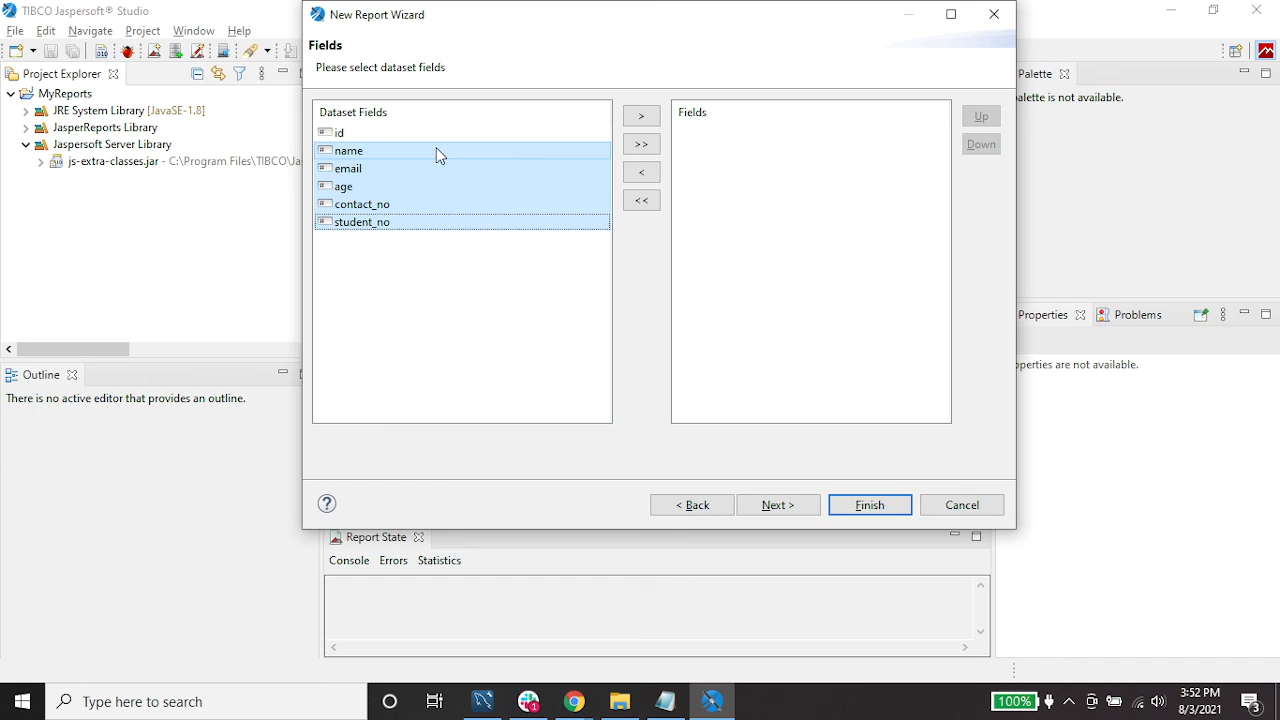 TIBCO Jaspersoft® Studio
File Edit Navigate Project Window Help
Project Explorer
MyReports
JRE System Library [JavaSE-1.8]
JasperReports Library
Jaspersoft Server Library
js-extra-classes.jar - C:\Program Files\TIBCO\Ja
Outline
There is no active editor that provides an outline.
New Report Wizard
Fields
Please select dataset fields
Dataset Fields
id
name
email
age
contact_no
student_no
>
>>
<
<<
Fields
Up
Down
?
< Back Next > Finish Cancel
Palette
alette is not available.
Properties Problems
operties are not available.
Report State
Console Errors Statistics
Type here to search
1
100%
3:52 PM
8/3/2021
3